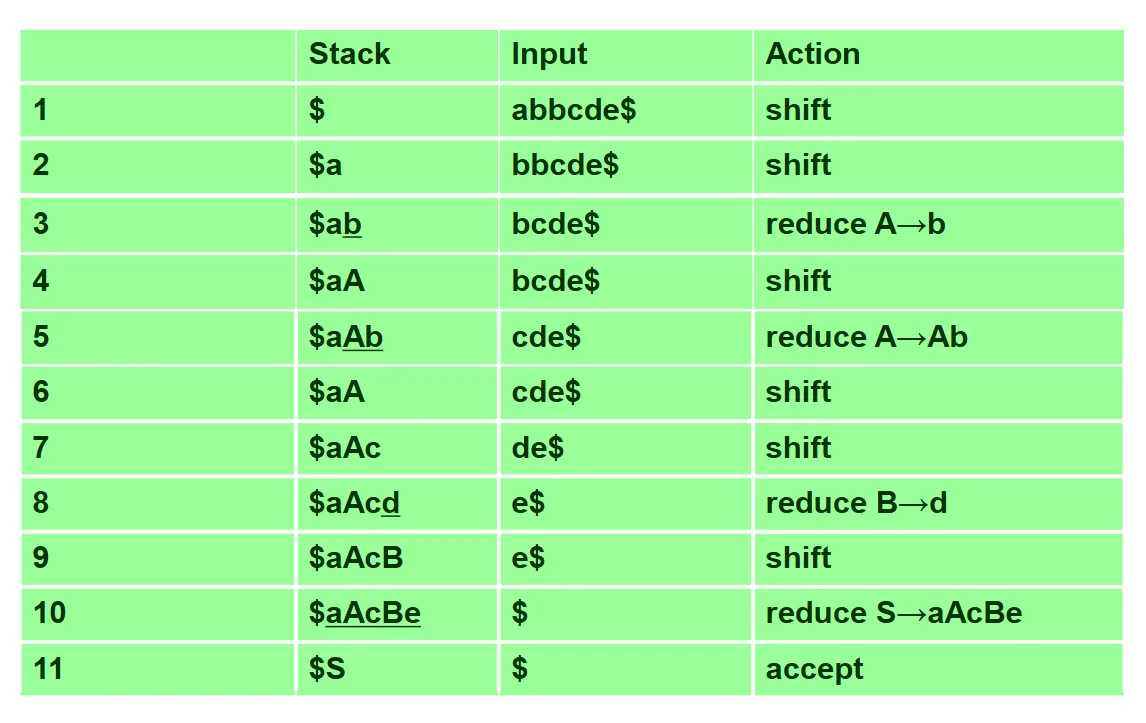 Stack Input Action
1 $ abbcde$ shift
2 $a bbcde$ shift
3 $ab bcde$ reduce A→b
4 $aA bcde$ shift
5 $aAb cde$ reduce A→Ab
6 $aA cde$ shift
7 $aAc de$ shift
8 $aAcd e$ reduce B→d
9 $aAcB e$ shift
10 $aAcBe $ reduce S→aAcBe
11 $S $ accept